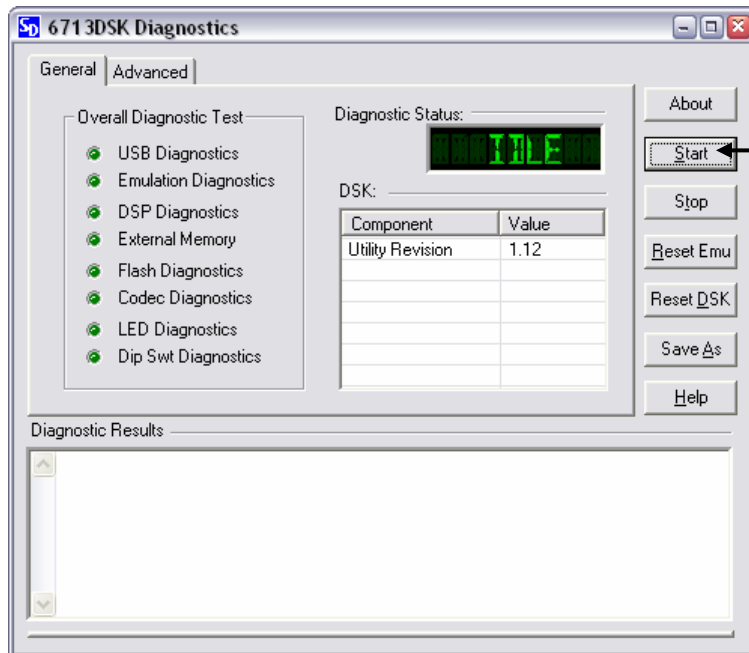 SD 6713DSK Diagnostics
General
Advanced
Overall Diagnostic Test
USB Diagnostics
Emulation Diagnostics
DSP Diagnostics
External Memory
Flash Diagnostics
Codec Diagnostics
LED Diagnostics
Dip Swt Diagnostics
Diagnostic Status:
IDLE
DSK:
Component Value
Utility Revision 1.12
About
Start
Stop
Reset Emu
Reset DSK
Save As
Help
Diagnostic Results